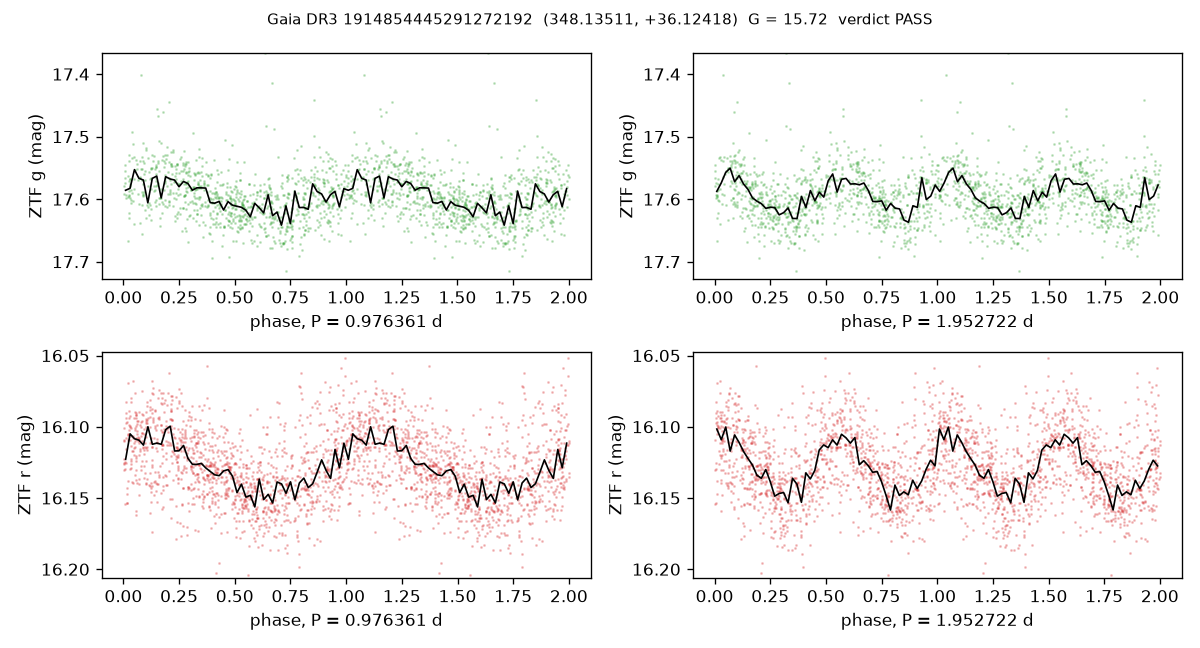 Gaia DR3 1914854445291272192 (348.13511, +36.12418) G = 15.72 verdict PASS
ZTF g (mag)
17.4
17.5
17.6
17.7
0.00 0.25 0.50 0.75 1.00 1.25 1.50 1.75 2.00
phase, P = 0.976361 d
ZTF g (mag)
17.4
17.5
17.6
17.7
0.00 0.25 0.50 0.75 1.00 1.25 1.50 1.75 2.00
phase, P = 1.952722 d
ZTF r (mag)
16.05
16.10
16.15
16.20
0.00 0.25 0.50 0.75 1.00 1.25 1.50 1.75 2.00
phase, P = 0.976361 d
ZTF r (mag)
16.05
16.10
16.15
16.20
0.00 0.25 0.50 0.75 1.00 1.25 1.50 1.75 2.00
phase, P = 1.952722 d